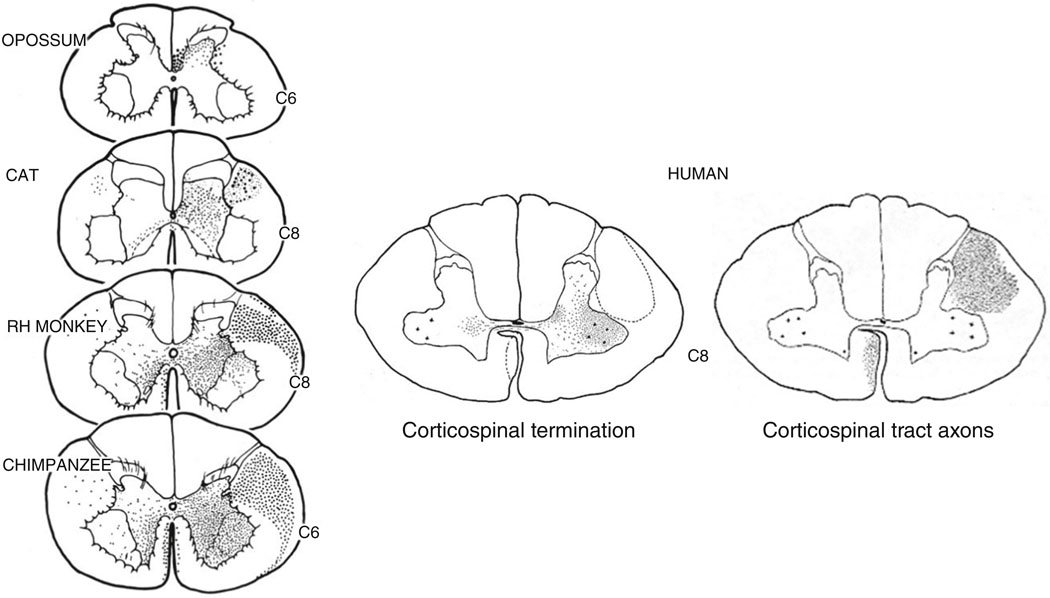 OPOSSUM
C6
CAT
C8
RH MONKEY
C8
CHIMPANZEE
C6
HUMAN
C8
Corticospinal termination
Corticospinal tract axons